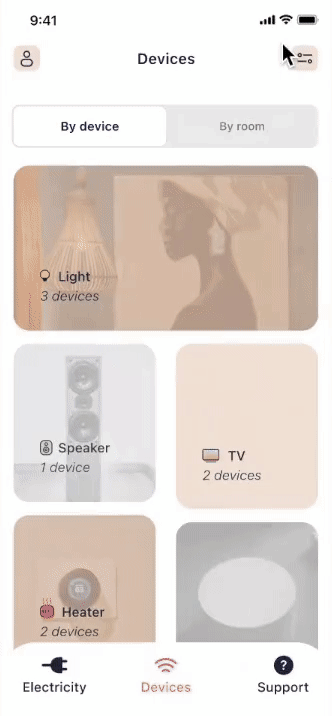 9:41
Devices
By device
By room
Light
3 devices
Speaker
1 device
TV
2 devices
Heater
2 devices
Electricity
Devices
Support